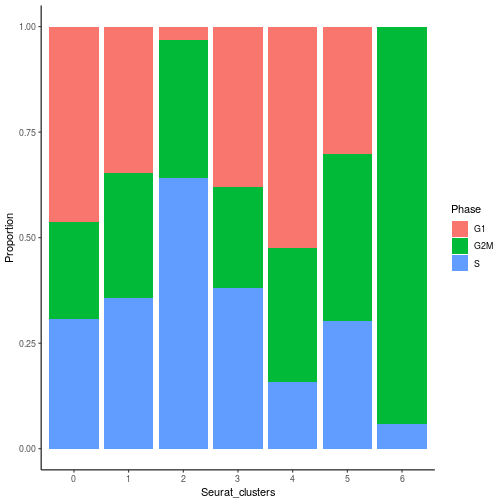 1.00
0.75
0.50
0.25
0.00
Proportion
0 1 2 3 4 5 6
Seurat_clusters
Phase
G1
G2M
S